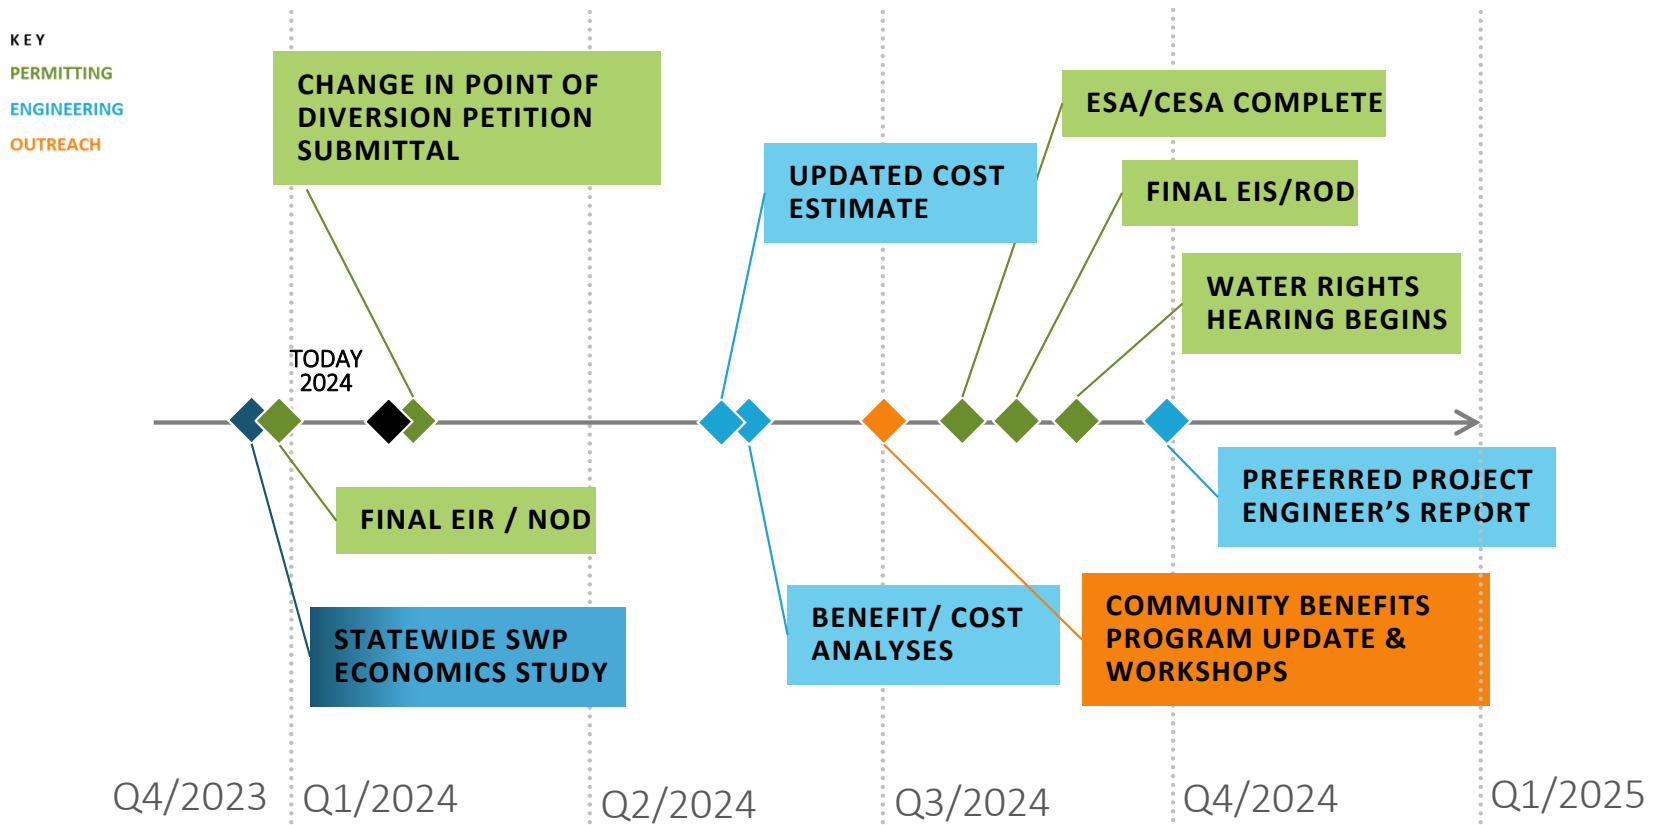 KEY
PERMITTING
ENGINEERING
OUTREACH
CHANGE IN POINT OF
DIVERSION PETITION
SUBMITTAL
UPDATED COST
ESTIMATE
ESA/CESA COMPLETE
FINAL EIS/ROD
WATER RIGHTS
HEARING BEGINS
TODAY
2024
FINAL EIR / NOD
STATEWIDE SWP
ECONOMICS STUDY
BENEFIT/ COST
ANALYSES
PREFERRED PROJECT
ENGINEER’S REPORT
COMMUNITY BENEFITS
PROGRAM UPDATE &
WORKSHOPS
Q4/2023
Q1/2024
Q2/2024
Q3/2024
Q4/2024
Q1/2025